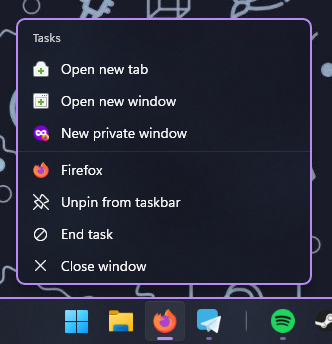 Tasks
Open new tab
Open new window
New private window
Firefox
Unpin from taskbar
End task
Close window